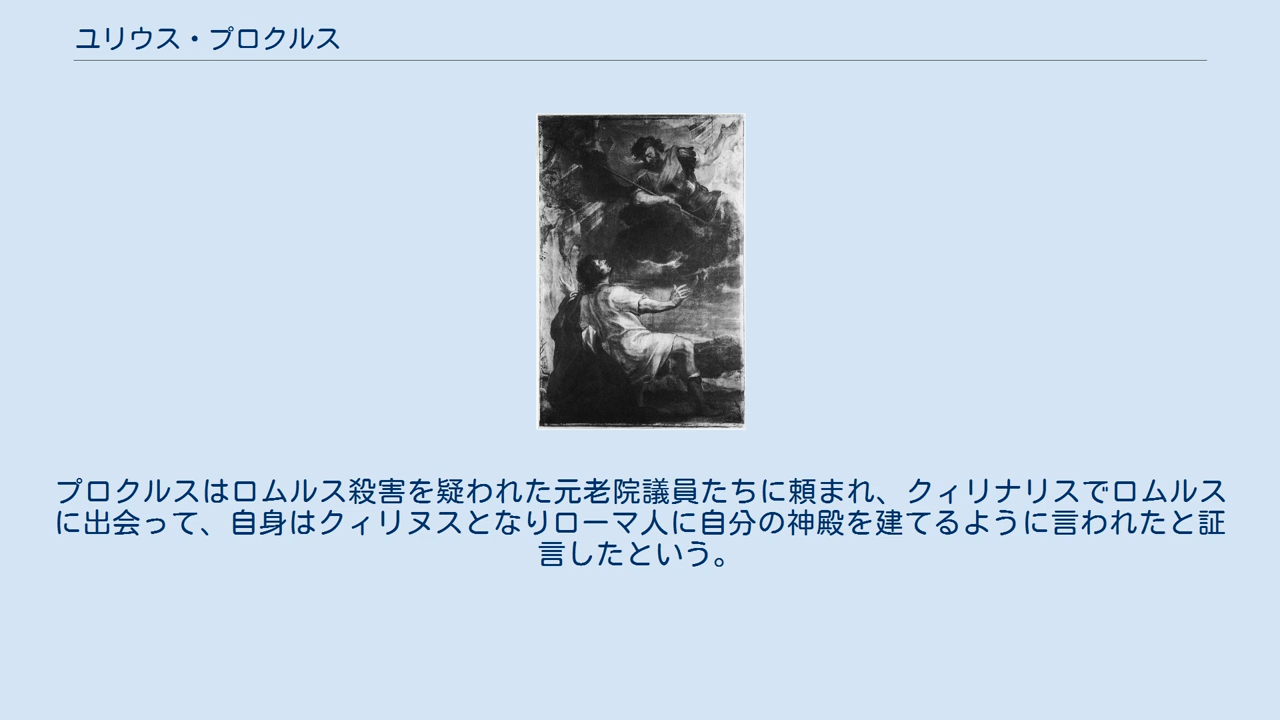 ユリウス・プロクルス
プロクルスはロムルス殺害を疑われた元老院議員たちに頼まれ、クィリナリスでロムルス
に出会って、自身はクィリヌスとなりローマ人に自分の神殿を建てるように言われたと証
言したという。